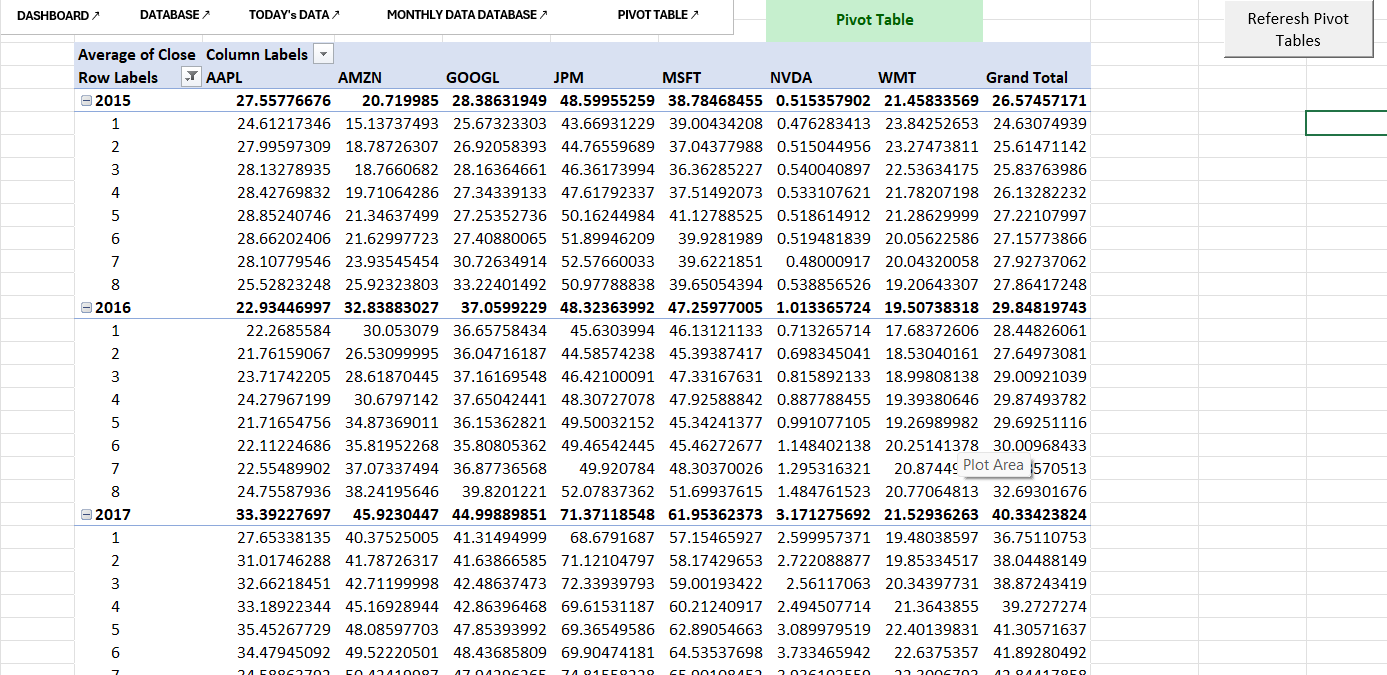 DASHBOARD↗ DATABASE↗ TODAY's DATA↗ MONTHLY DATA DATABASE↗ PIVOT TABLE↗ Pivot Table Referesh Pivot
Tables
Average of Close Column Labels
Row Labels AAPL AMZN GOOGL JPM MSFT NVDA WMT Grand Total
2015 27.55776676 20.719985 28.38631949 48.59955259 38.78468455 0.515357902 21.45833569 26.57457171
1 24.61217346 15.13737493 25.67323303 43.66931229 39.00434208 0.476283413 23.84252653 24.63074939
2 27.99597309 18.78726307 26.92058393 44.76559689 37.04377988 0.515044956 23.27473811 25.61471142
3 28.13278935 18.7660682 28.16364661 46.36173994 36.36285227 0.540040897 22.53634175 25.83763986
4 28.42769832 19.71064286 27.34339133 47.61792337 37.51492073 0.533107621 21.78207198 26.13282232
5 28.85240746 21.34637499 27.25352736 50.16244984 41.12788525 0.518614912 21.28629999 27.22107997
6 28.66202406 21.62997723 27.40880065 51.89946209 39.9281989 0.519481839 20.05622586 27.15773866
7 28.10779546 23.93545454 30.72634914 52.57660033 39.6221851 0.48000917 20.04320058 27.92737062
8 25.52823248 25.92323803 33.22401492 50.97788838 39.65054394 0.538856526 19.20643307 27.86417248
2016 22.93446997 32.83883027 37.0599229 48.32363992 47.25977005 1.013365724 19.50738318 29.84819743
1 22.2685584 30.053079 36.65758434 45.6303994 46.13121133 0.713265714 17.68372606 28.44826061
2 21.76159067 26.53099995 36.04716187 44.58574238 45.39387417 0.698345041 18.53040161 27.64973081
3 23.71742205 28.61870445 37.16169548 46.42100091 47.33167631 0.815892133 18.99808138 29.00921039
4 24.27967199 30.6797142 37.65042441 48.30727078 47.92588842 0.887788455 19.39380646 29.87493782
5 21.71654756 34.87369011 36.15362821 49.50032152 45.34241377 0.991077105 19.26989982 29.69251116
6 22.11224686 35.81952268 35.80805362 49.46542445 45.46272677 1.148402138 20.25141378 30.00968433
7 22.55489902 37.07337494 36.87736568 49.920784 48.30370026 1.295316321 20.8744 Plot Area 570513
8 24.75587936 38.24195646 39.8201221 52.07837362 51.69937615 1.484761523 20.77064813 32.69301676
2017 33.39227697 45.9230447 44.99889851 71.37118548 61.95362373 3.171275692 21.52936263 40.33423824
1 27.65338135 40.37525005 41.31494999 68.6791687 57.15465927 2.599957371 19.48038597 36.75110753
2 31.01746288 41.78726317 41.63866585 71.12104797 58.17429653 2.722088877 19.85334517 38.04488149
3 32.66218451 42.71199998 42.48637473 72.33939793 59.00193422 2.56117063 20.34397731 38.87243419
4 33.18922344 45.16928944 42.86396468 69.61531187 60.21240917 2.494507714 21.3643855 39.2727274
5 35.45267729 48.08597703 47.85393992 69.36549586 62.89054663 3.089979519 22.40139831 41.30571637
6 34.47945092 49.52220501 48.43685809 69.90474181 64.53537698 3.733465942 22.6375357 41.89280492
7